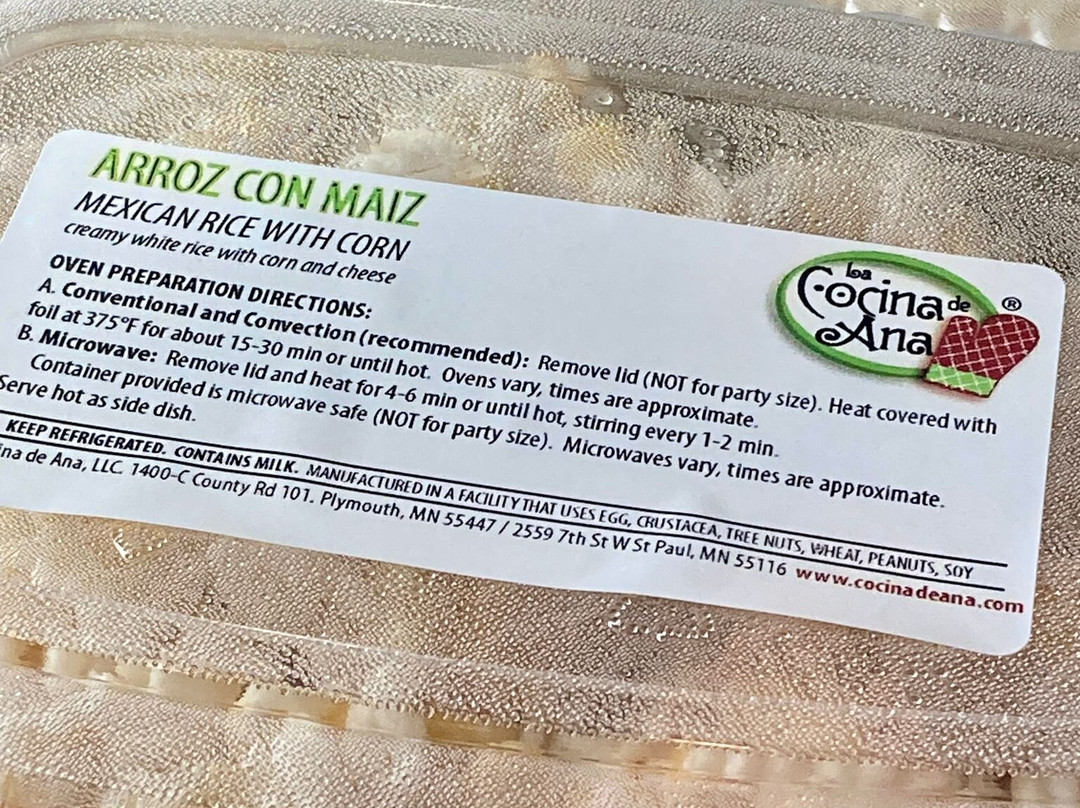 ARROZ CON MAIZ
MEXICAN RICE WITH CORN
creamy white rice with corn and cheese
La
Cocina de
Ana
®
OVEN PREPARATION DIRECTIONS:
A. Conventional and Convection (recommended): Remove lid (NOT for party size). Heat covered with
foil at 375°F for about 15-30 min or until hot. Ovens vary, times are approximate.
B. Microwave: Remove lid and heat for 4-6 min or until hot, stirring every 1-2 min.
Container provided is microwave safe (NOT for party size). Microwaves vary, times are approximate.
Serve hot as side dish.
KEEP REFRIGERATED. CONTAINS MILK. MANUFACTURED IN A FACILITY THAT USES EGG, CRUSTACEA, TREE NUTS, WHEAT, PEANUTS, SOY
ina de Ana, LLC. 1400-C County Rd 101. Plymouth, MN 55447 / 2559 7th St W St Paul, MN 55116 www.cocinadeana.com